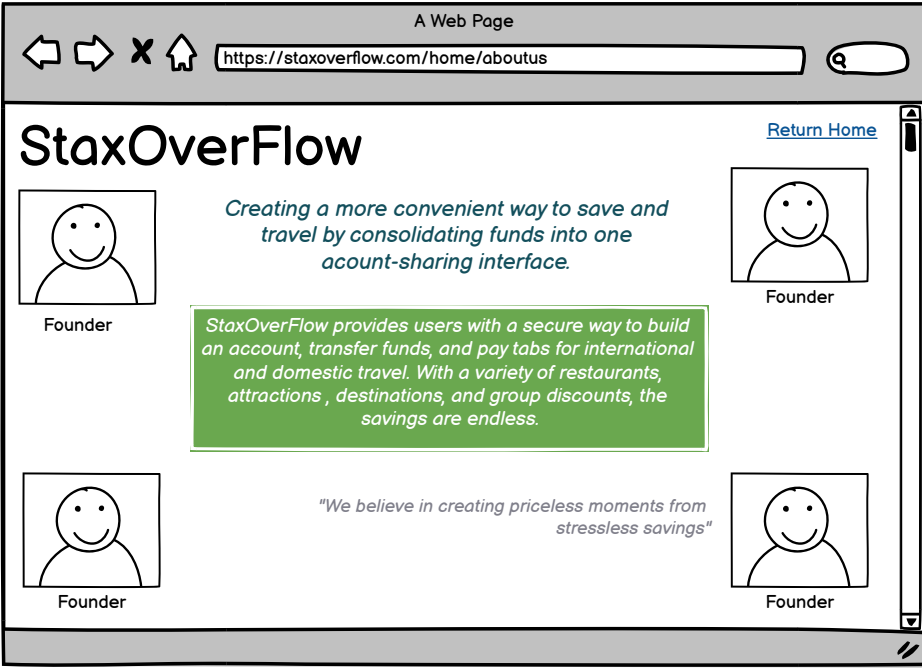 A Web Page
https://staxoverflow.com/home/aboutus
StaxOverFlow
Return Home
Creating a more convenient way to save and
travel by consolidating funds into one
acount-sharing interface.
Founder
Founder
StaxOverFlow provides users with a secure way to build
an account, transfer funds, and pay tabs for international
and domestic travel. With a variety of restaurants,
attractions , destinations, and group discounts, the
savings are endless.
"We believe in creating priceless moments from
stressless savings"
Founder
Founder